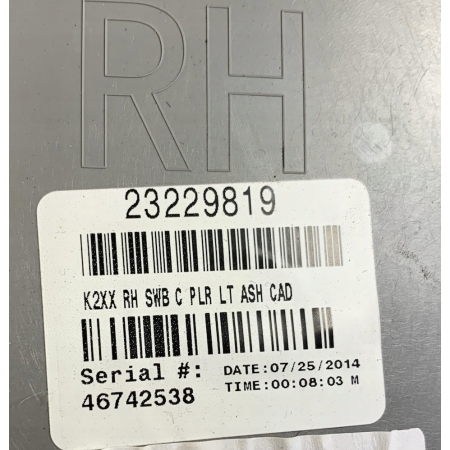 RH
23229819
K2XX RH SWB C PLR LT ASH CAD
Serial #: DATE:07/25/2014
46742538 TIME:00:08:03 M